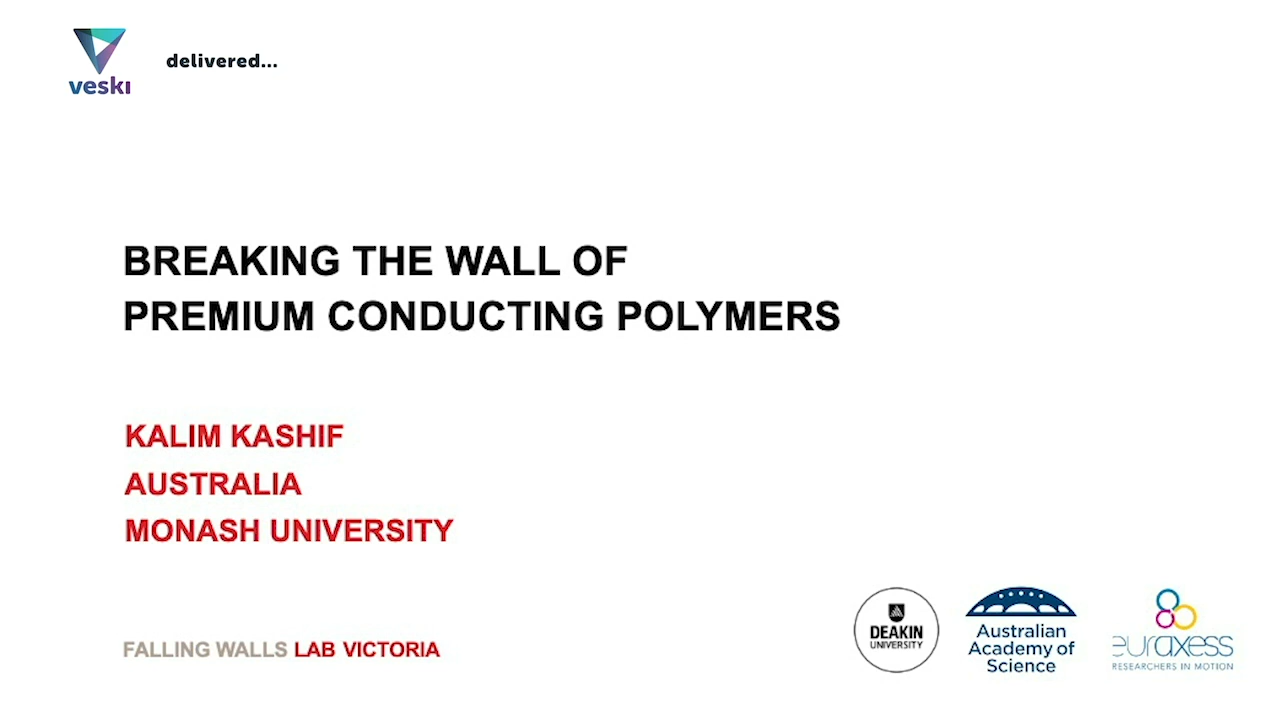 veski
delivered...
BREAKING THE WALL OF
PREMIUM CONDUCTING POLYMERS
KALIM KASHIF
AUSTRALIA
MONASH UNIVERSITY
FALLING WALLS LAB VICTORIA
DEAKIN
UNIVERSITY
Australian
Academy of
Science
euraxess
RESEARCHERS IN MOTION